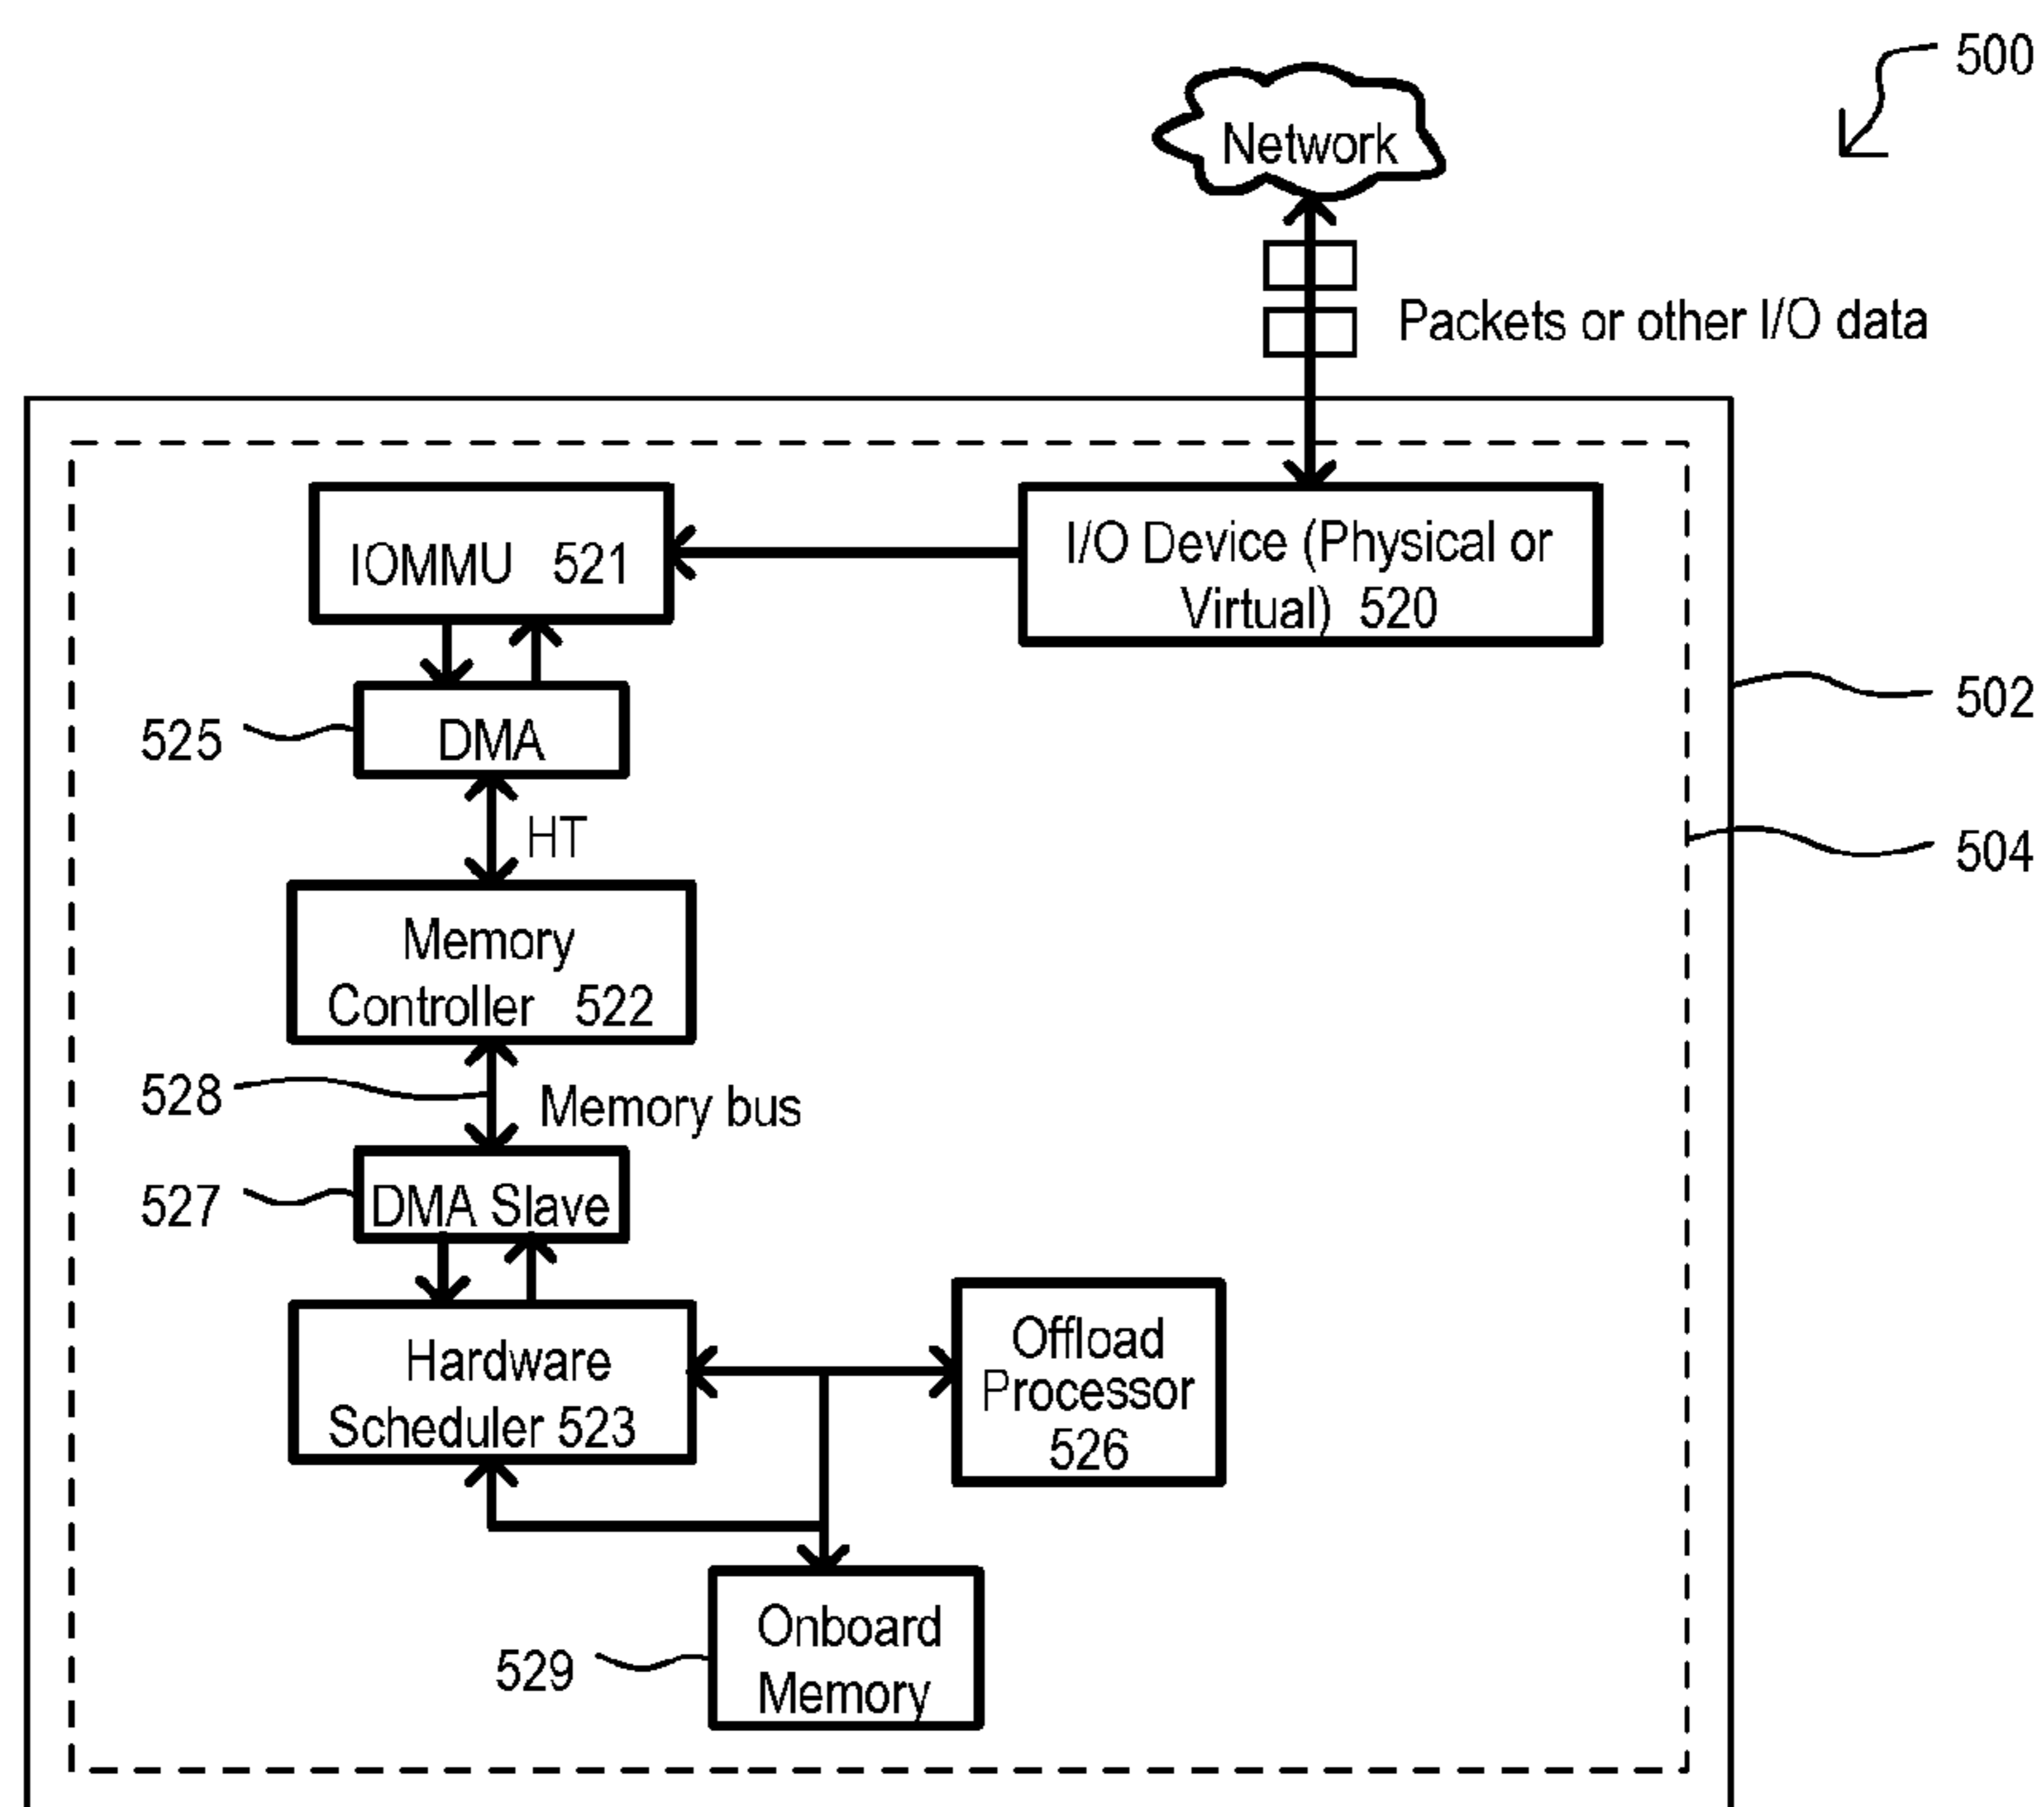 500
Network
Packets or other I/O data
IOMMU 521
I/O Device (Physical or
Virtual) 520
502
525
DMA
HT
504
Memory
Controller 522
528
Memory bus
527
DMA Slave
Hardware
Scheduler 523
Offload
Processor
526
529
Onboard
Memory